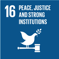 16 PEACE, JUSTICE
AND STRONG
INSTITUTIONS